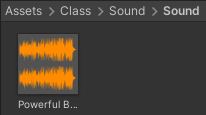 Assets > Class > Sound > Sound
Powerful B...